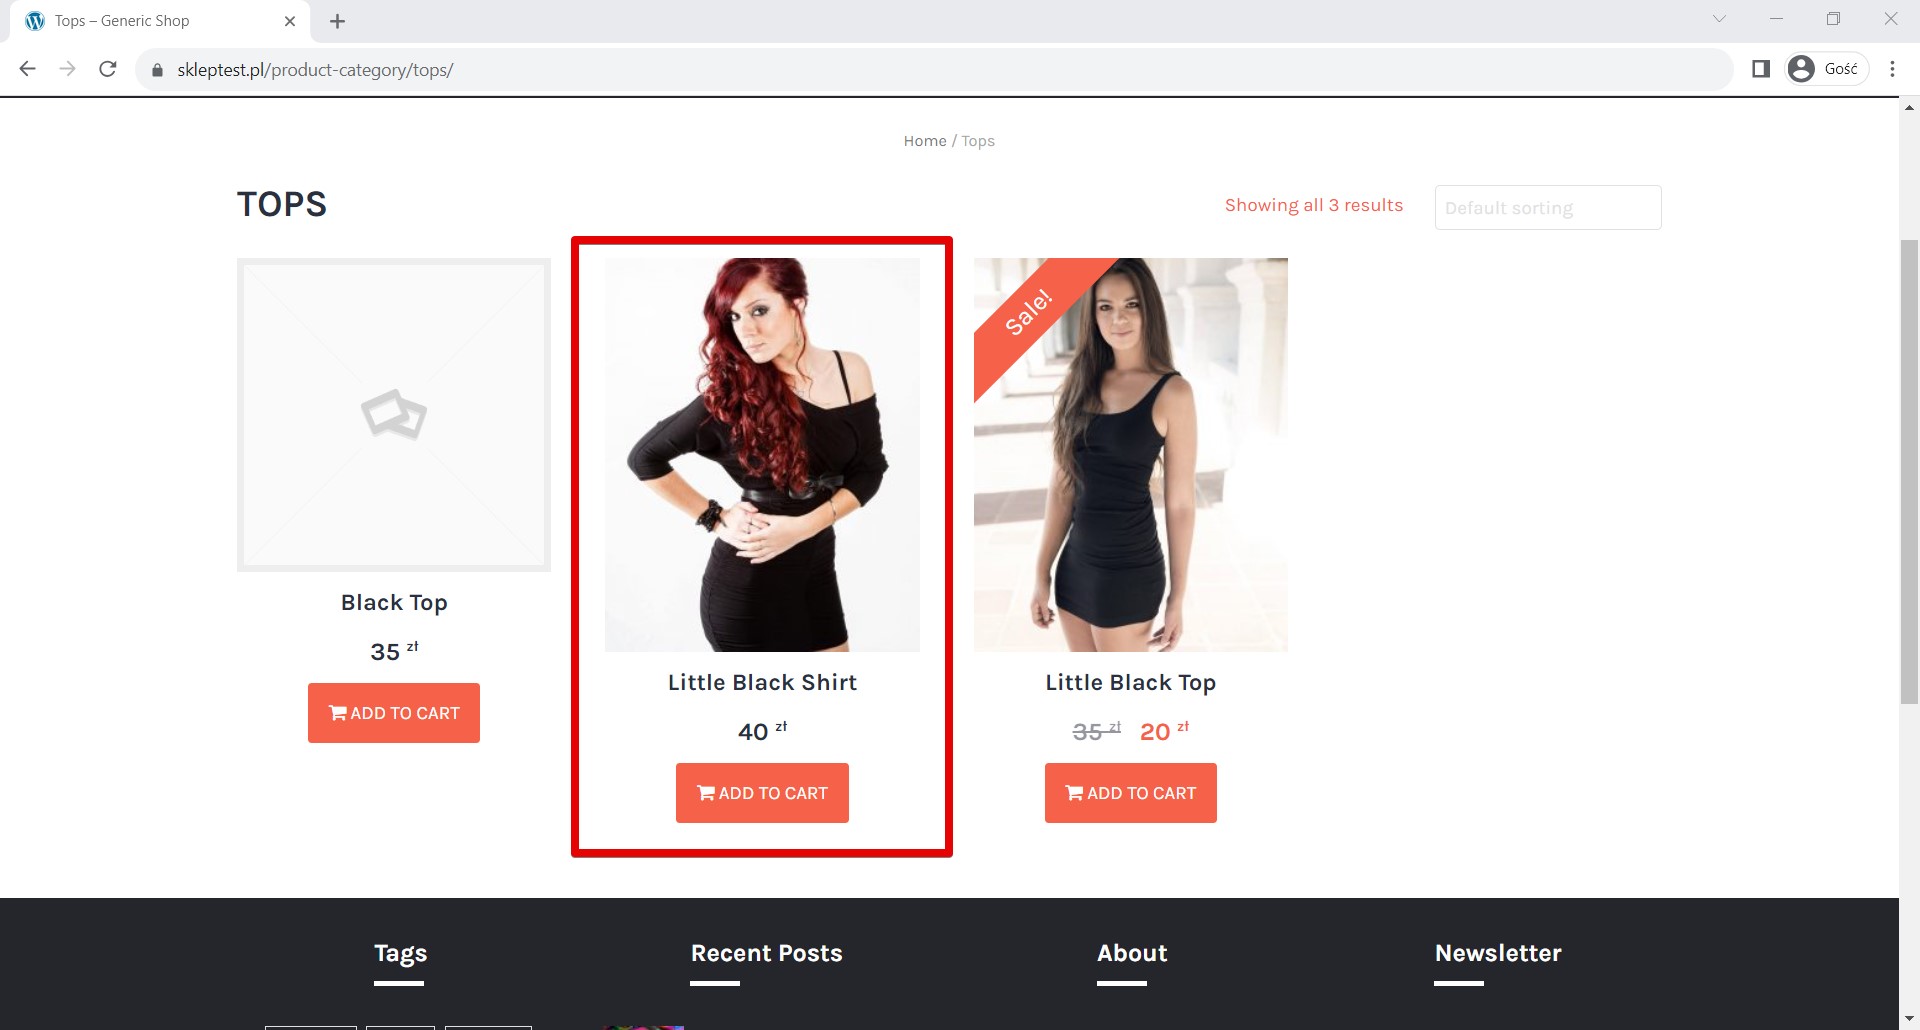 Tops – Generic Shop
skleptest.pl/product-category/tops/
Gość
Home / Tops
TOPS
Showing all 3 results
Default sorting
Black Top
35 zł
ADD TO CART
Little Black Shirt
40 zł
ADD TO CART
Sale!
Little Black Top
35 zł 20 zł
ADD TO CART
Tags
Recent Posts
About
Newsletter